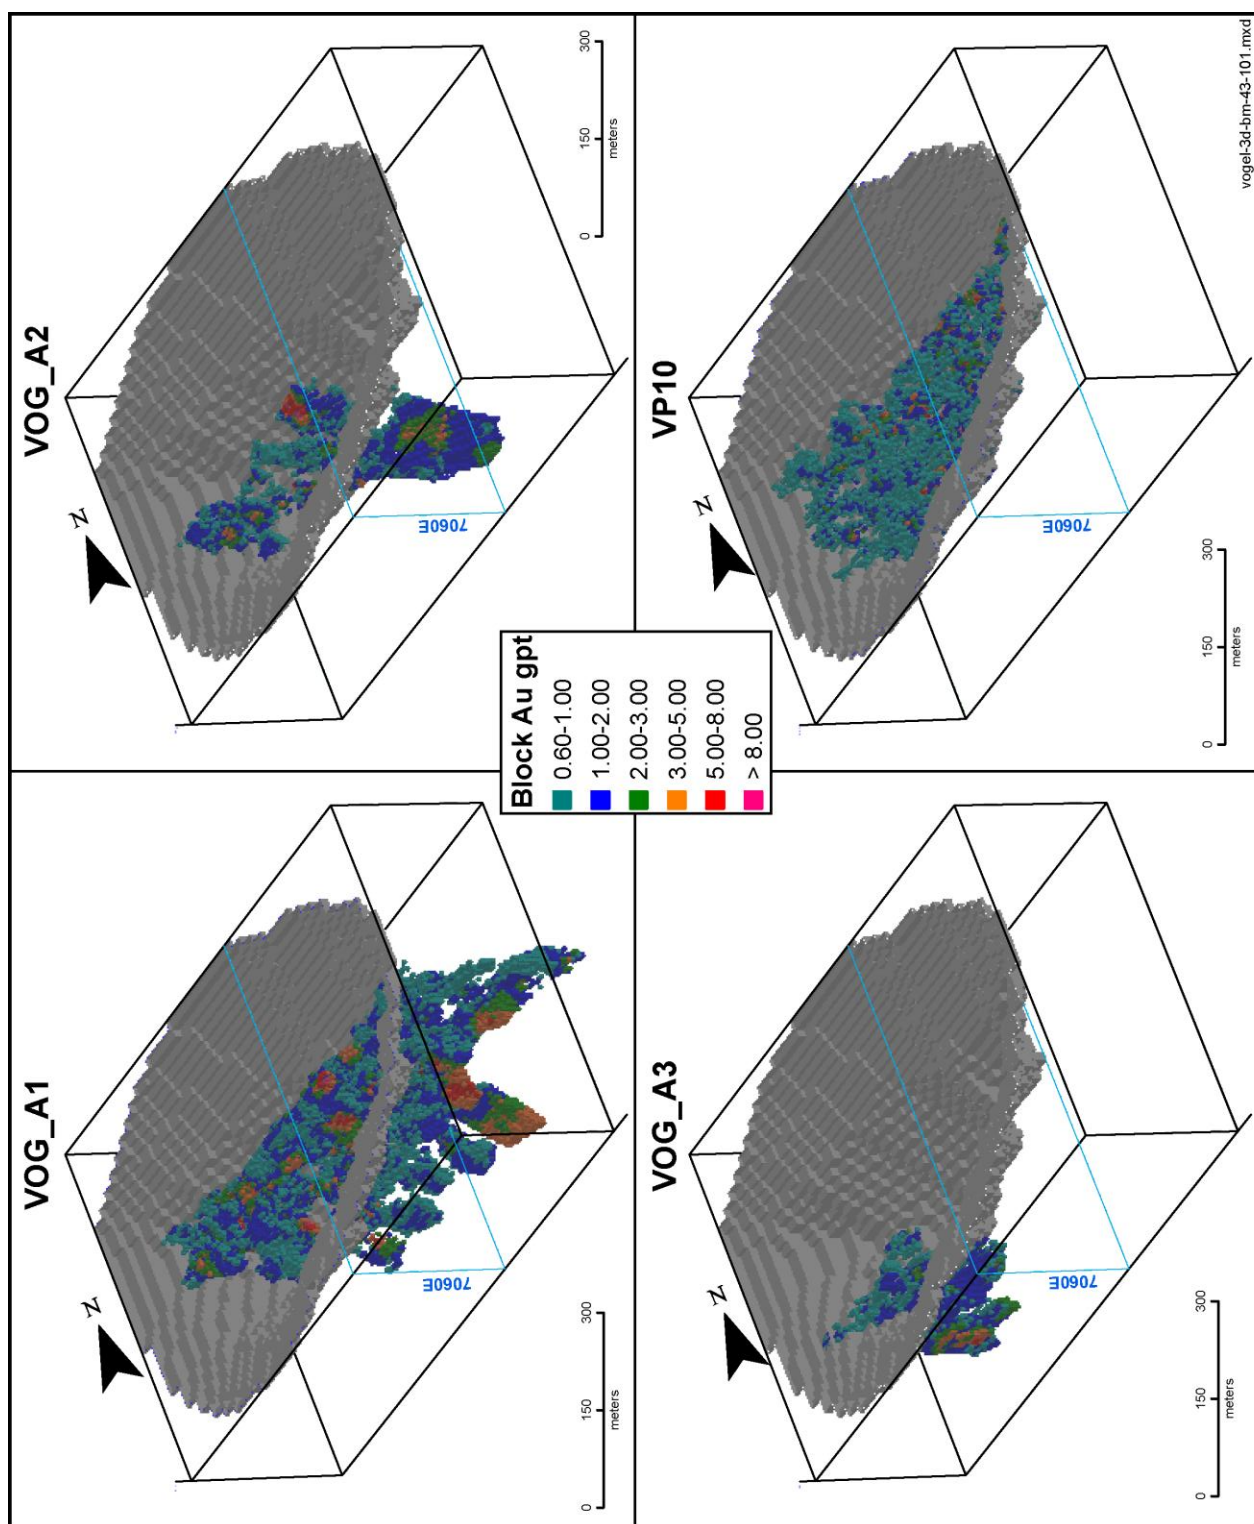 VOG_A1
N
7060E
0 150 300
meters
VOG_A2
N
7060E
0 150 300
meters
Block Au gpt
0.60-1.00
1.00-2.00
2.00-3.00
3.00-5.00
5.00-8.00
> 8.00
VOG_A3
N
7060E
0 150 300
meters
VP10
N
7060E
0 150 300
meters
vogel-3d-bm-43-101.mxd